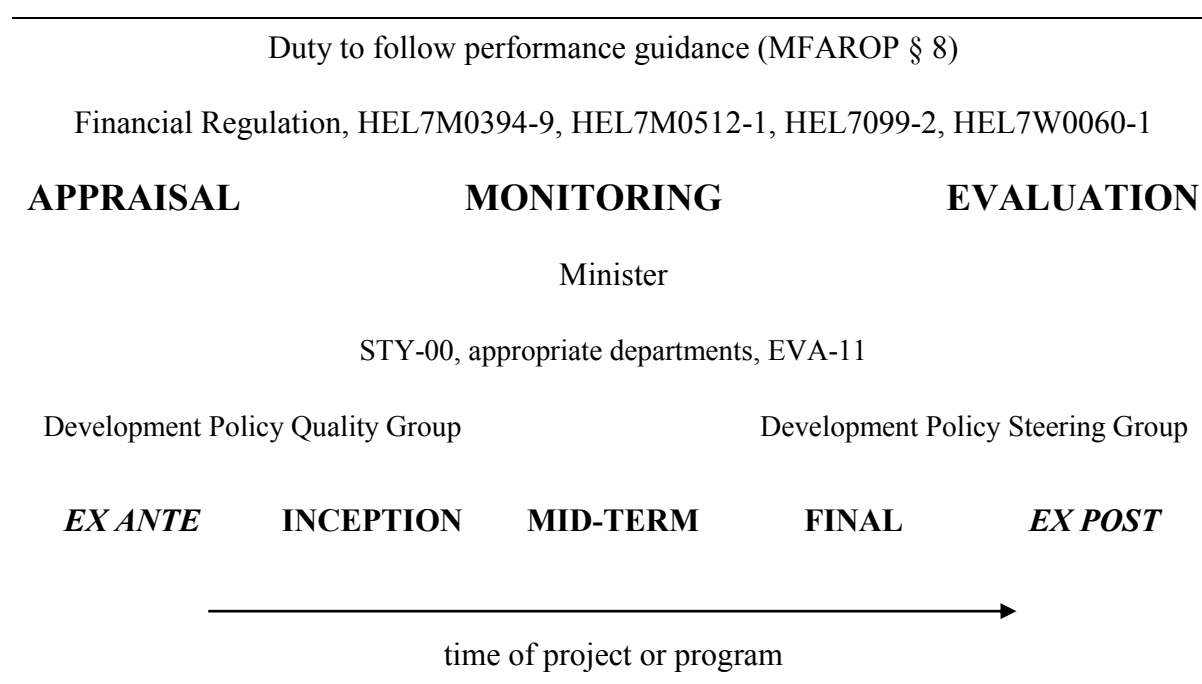 Duty to follow performance guidance (MFAROP § 8)
Financial Regulation, HEL7M0394-9, HEL7M0512-1, HEL7099-2, HEL7W0060-1
APPRAISAL MONITORING EVALUATION
Minister
STY-00, appropriate departments, EVA-11
Development Policy Quality Group Development Policy Steering Group
EX ANTE INCEPTION MID-TERM FINAL EX POST
time of project or program